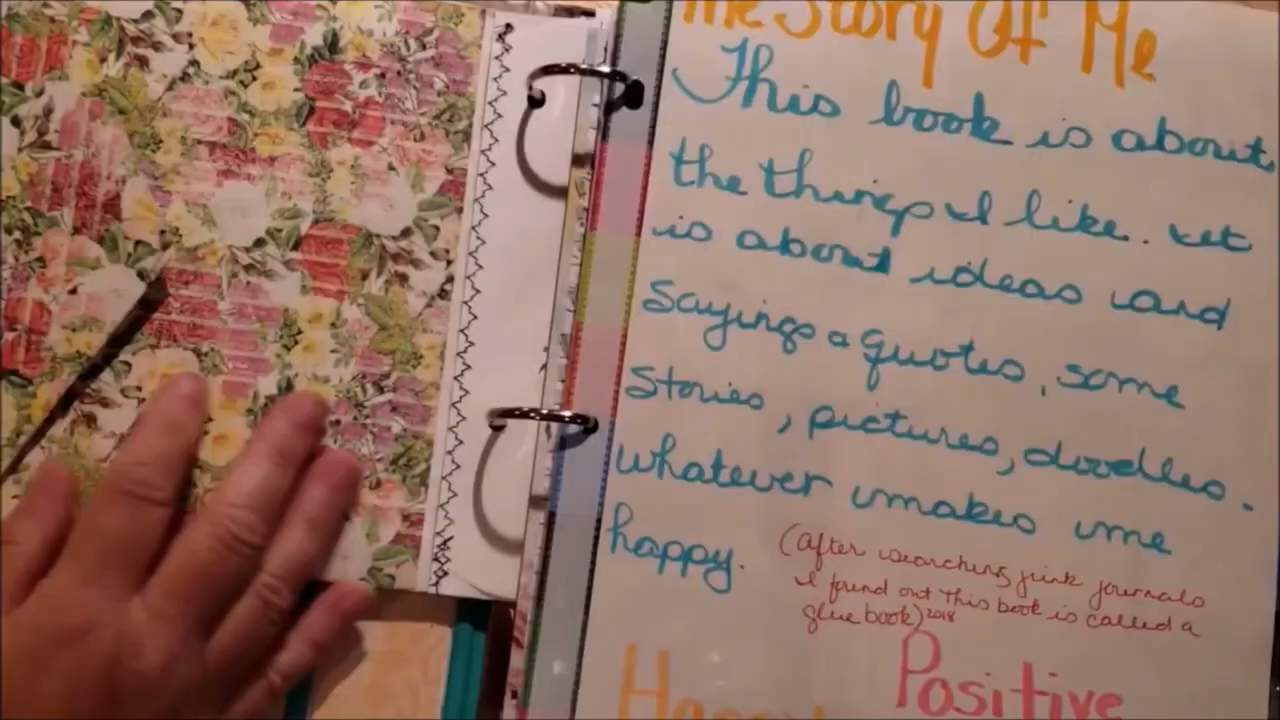 The Story Of Me
This book is about
the things I like. It
is about ideas and
sayings a quotes, some
stories, pictures, doodles.
whatever makes me
happy.
(after searching junk journals
I found out this book is called a
glue book) 2018
Positive